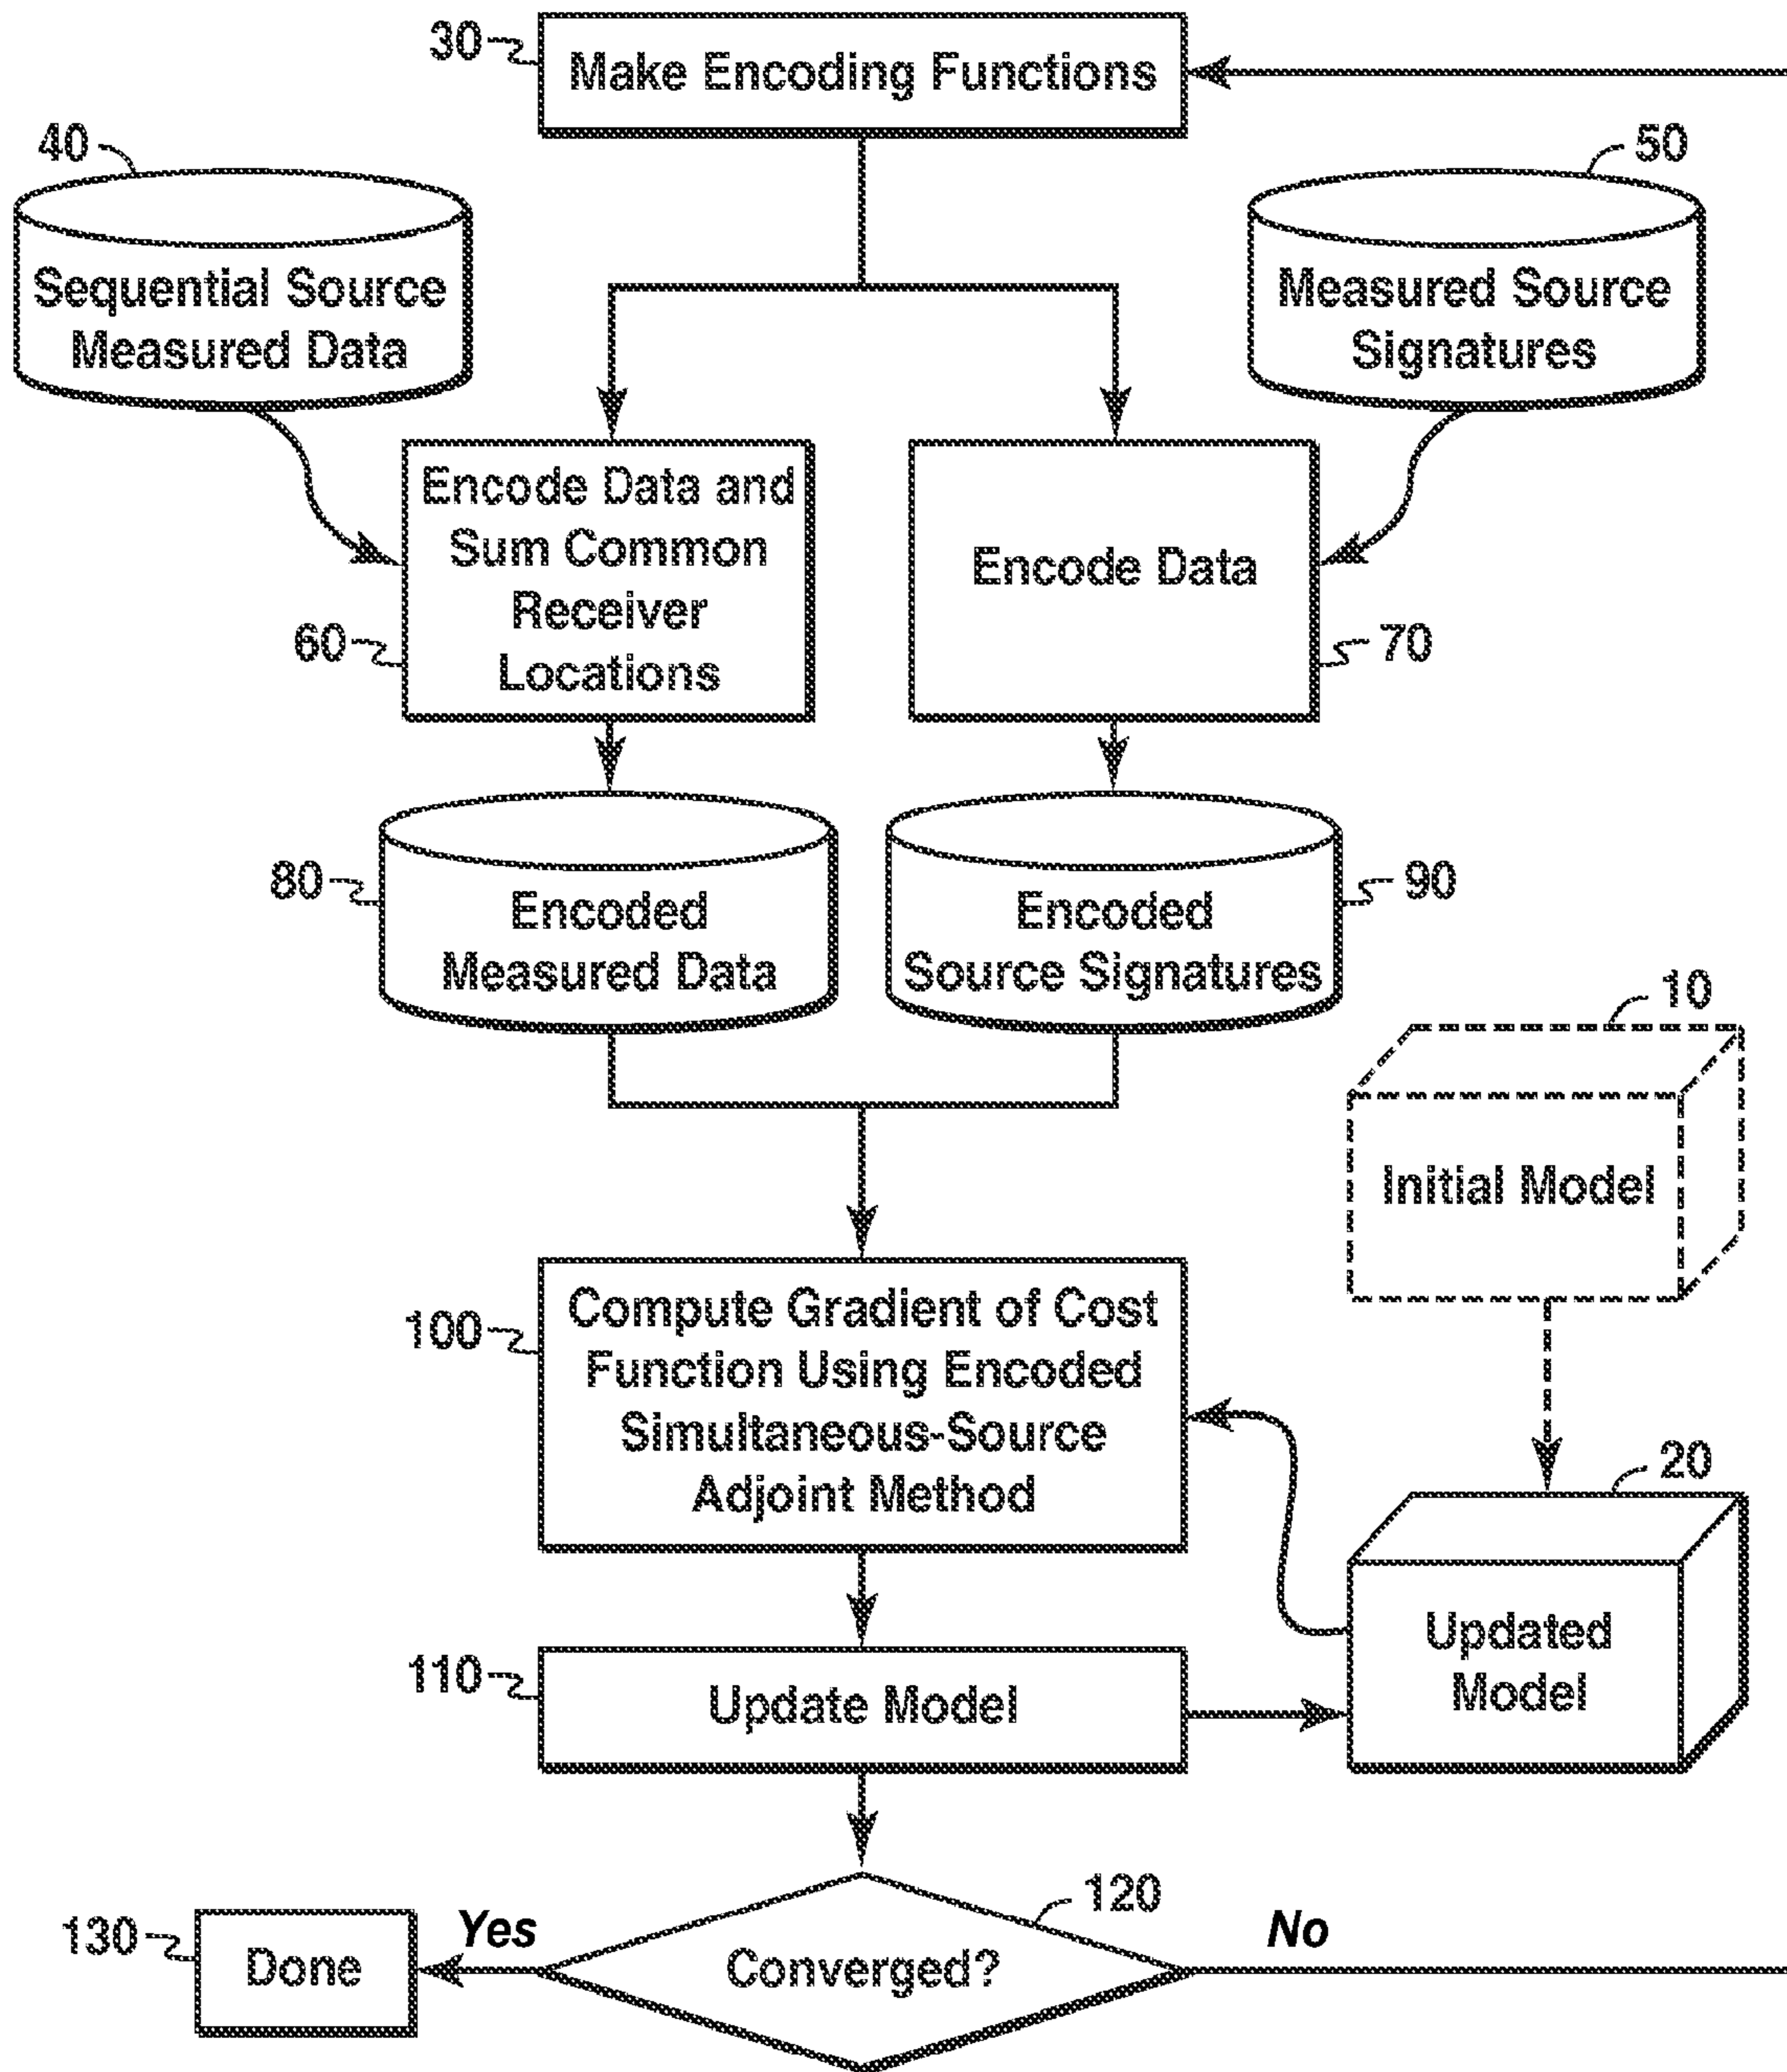 30
Make Encoding Functions
40
50
Sequential Source
Measured Data
Measured Source
Signatures
Encode Data and
Sum Common
Receiver
Locations
60
Encode Data
70
80
Encoded
Measured Data
90
Encoded
Source Signatures
10
Initial Model
100
Compute Gradient of Cost
Function Using Encoded
Simultaneous-Source
Adjoint Method
20
Updated
Model
110
Update Model
120
Converged?
Yes
No
130
Done